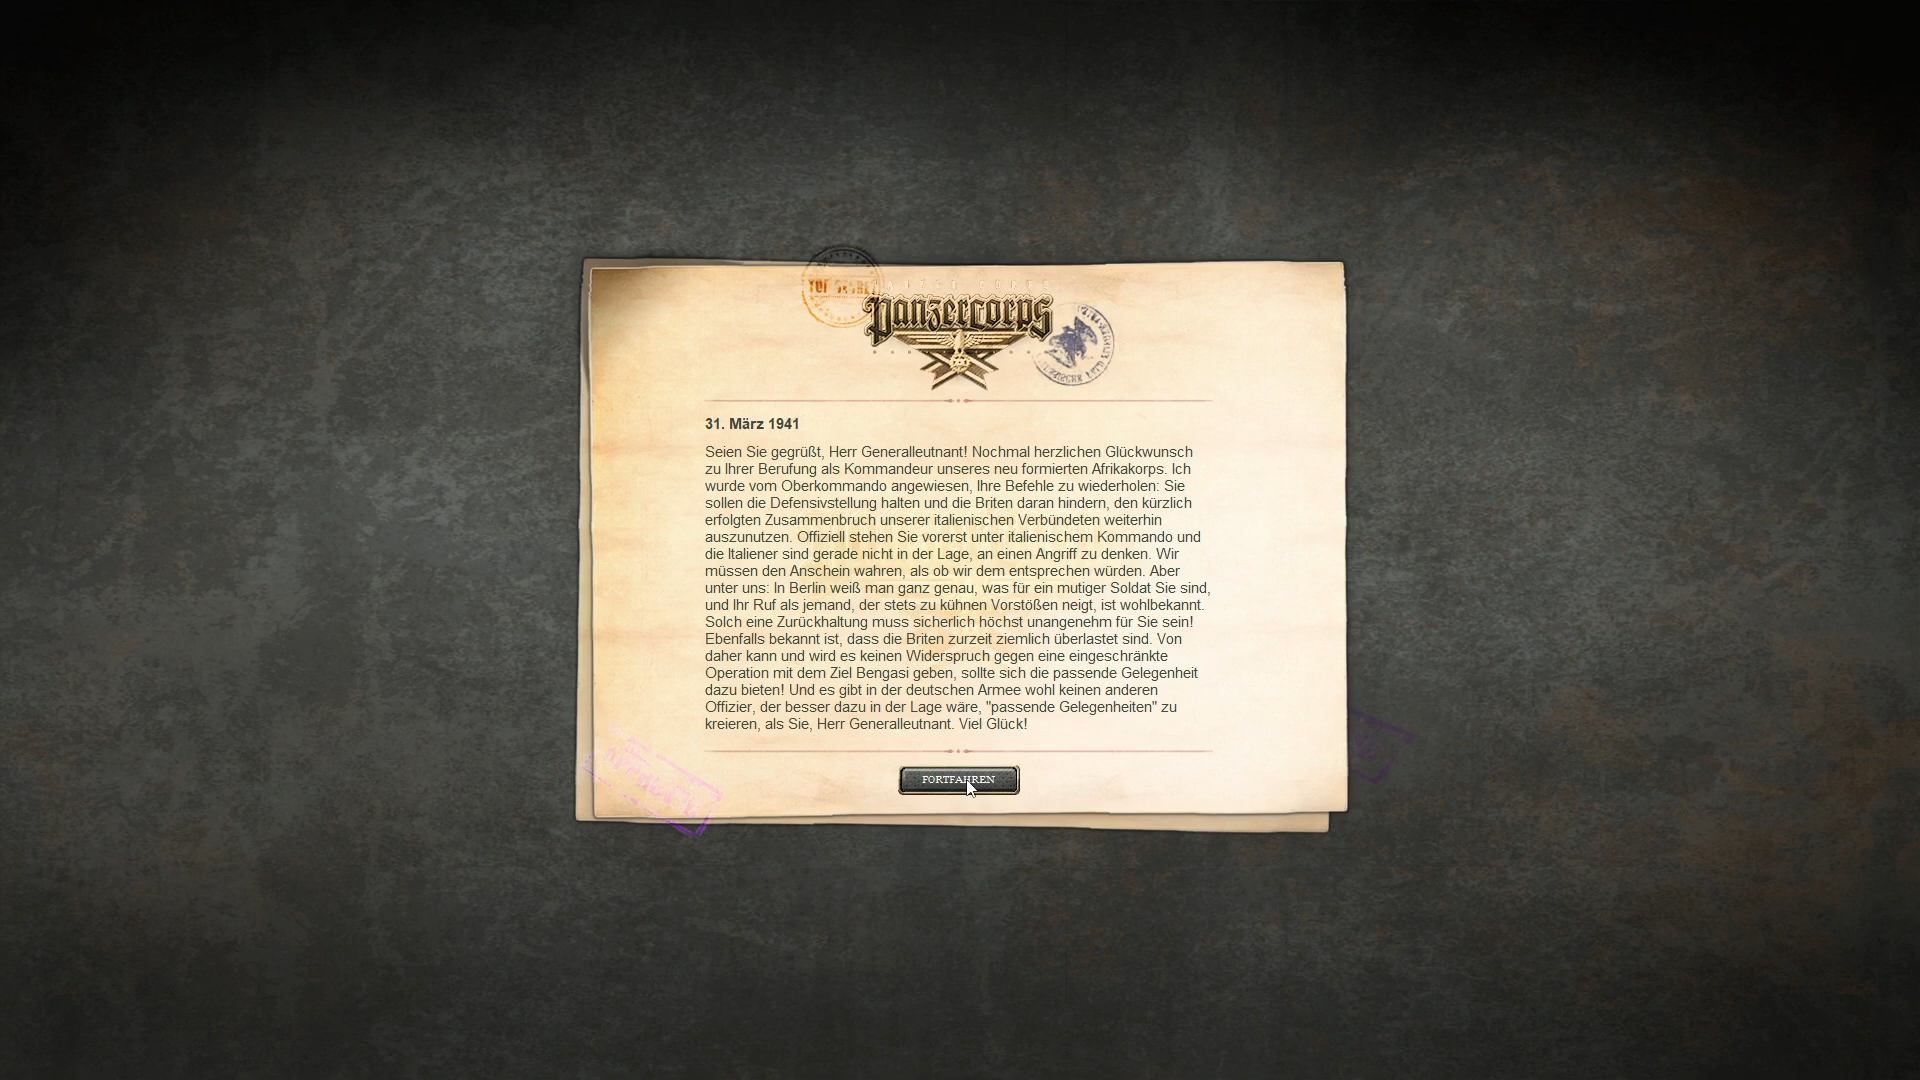 TOP SECRET
PANZER CORPS
Panzercorps
31. März 1941
Seien Sie gegrüßt, Herr Generalleutnant! Nochmal herzlichen Glückwunsch
zu Ihrer Berufung als Kommandeur unseres neu formierten Afrikakorps. Ich
wurde vom Oberkommando angewiesen, Ihre Befehle zu wiederholen: Sie
sollen die Defensivstellung halten und die Briten daran hindern, den kürzlich
erfolgten Zusammenbruch unserer italienischen Verbündeten weiterhin
auszunutzen. Offiziell stehen Sie vorerst unter italienischem Kommando und
die Italiener sind gerade nicht in der Lage, an einen Angriff zu denken. Wir
müssen den Anschein wahren, als ob wir dem entsprechen würden. Aber
unter uns: In Berlin weiß man ganz genau, was für ein mutiger Soldat Sie sind,
und Ihr Ruf als jemand, der stets zu kühnen Vorstößen neigt, ist wohlbekannt.
Solch eine Zurückhaltung muss sicherlich höchst unangenehm für Sie sein!
Ebenfalls bekannt ist, dass die Briten zurzeit ziemlich überlastet sind. Von
daher kann und wird es keinen Widerspruch gegen eine eingeschränkte
Operation mit dem Ziel Bengasi geben, sollte sich die passende Gelegenheit
dazu bieten! Und es gibt in der deutschen Armee wohl keinen anderen
Offizier, der besser dazu in der Lage wäre, "passende Gelegenheiten" zu
kreieren, als Sie, Herr Generalleutnant. Viel Glück!
FORTFAHREN